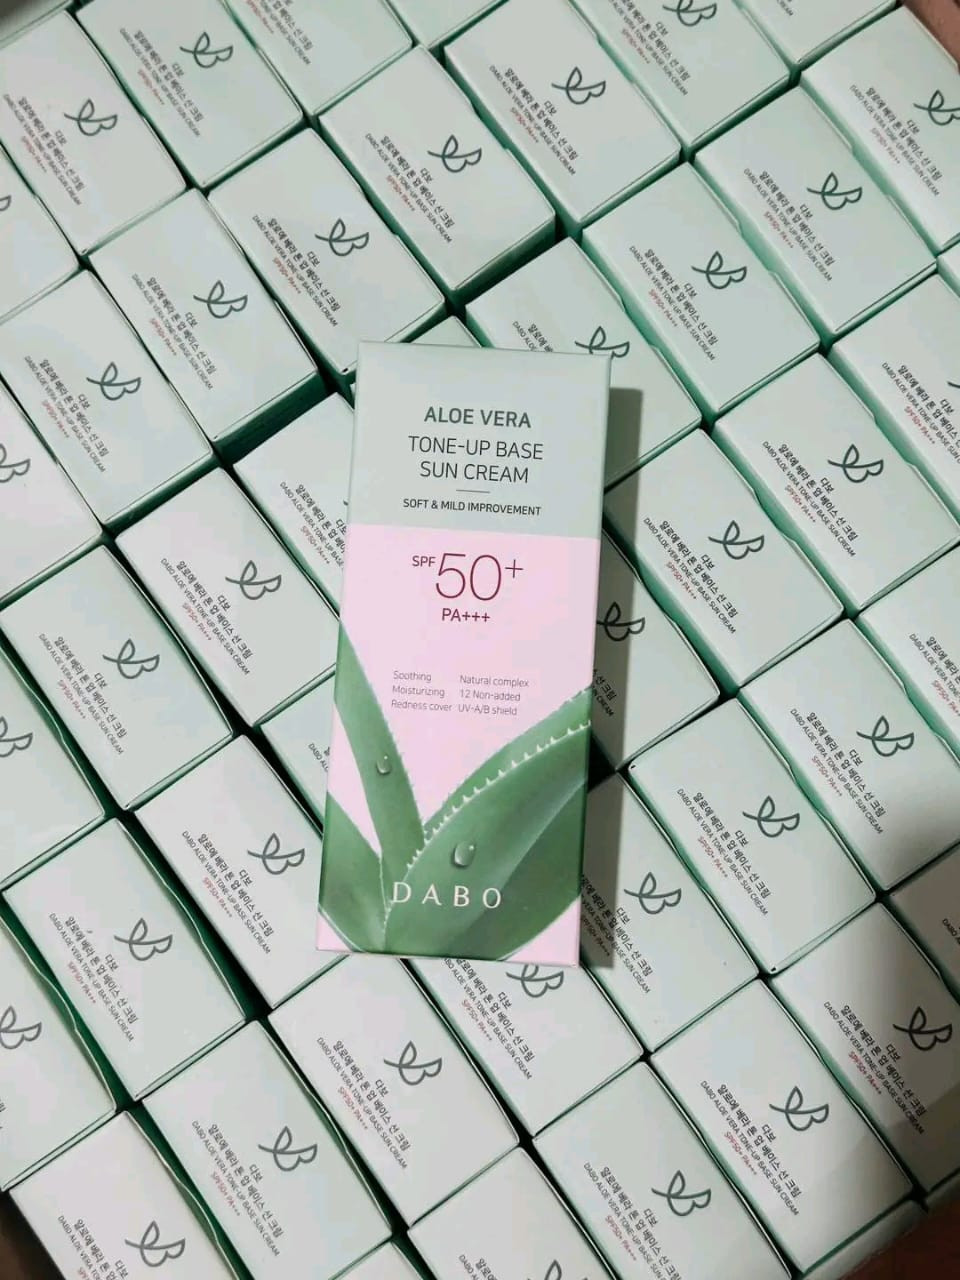 ALOE VERA
TONE-UP BASE
SUN CREAM
SOFT & MILD IMPROVEMENT
SPF 50+
PA+++
Soothing Natural complex
Moisturizing 12 Non-added
Redness cover UV-A/B shield
DABO
다보
알로에 베라 톤 업 베이스 선 크림
DABO ALOE VERA TONE-UP BASE SUN CREAM
SPF50+ PA+++